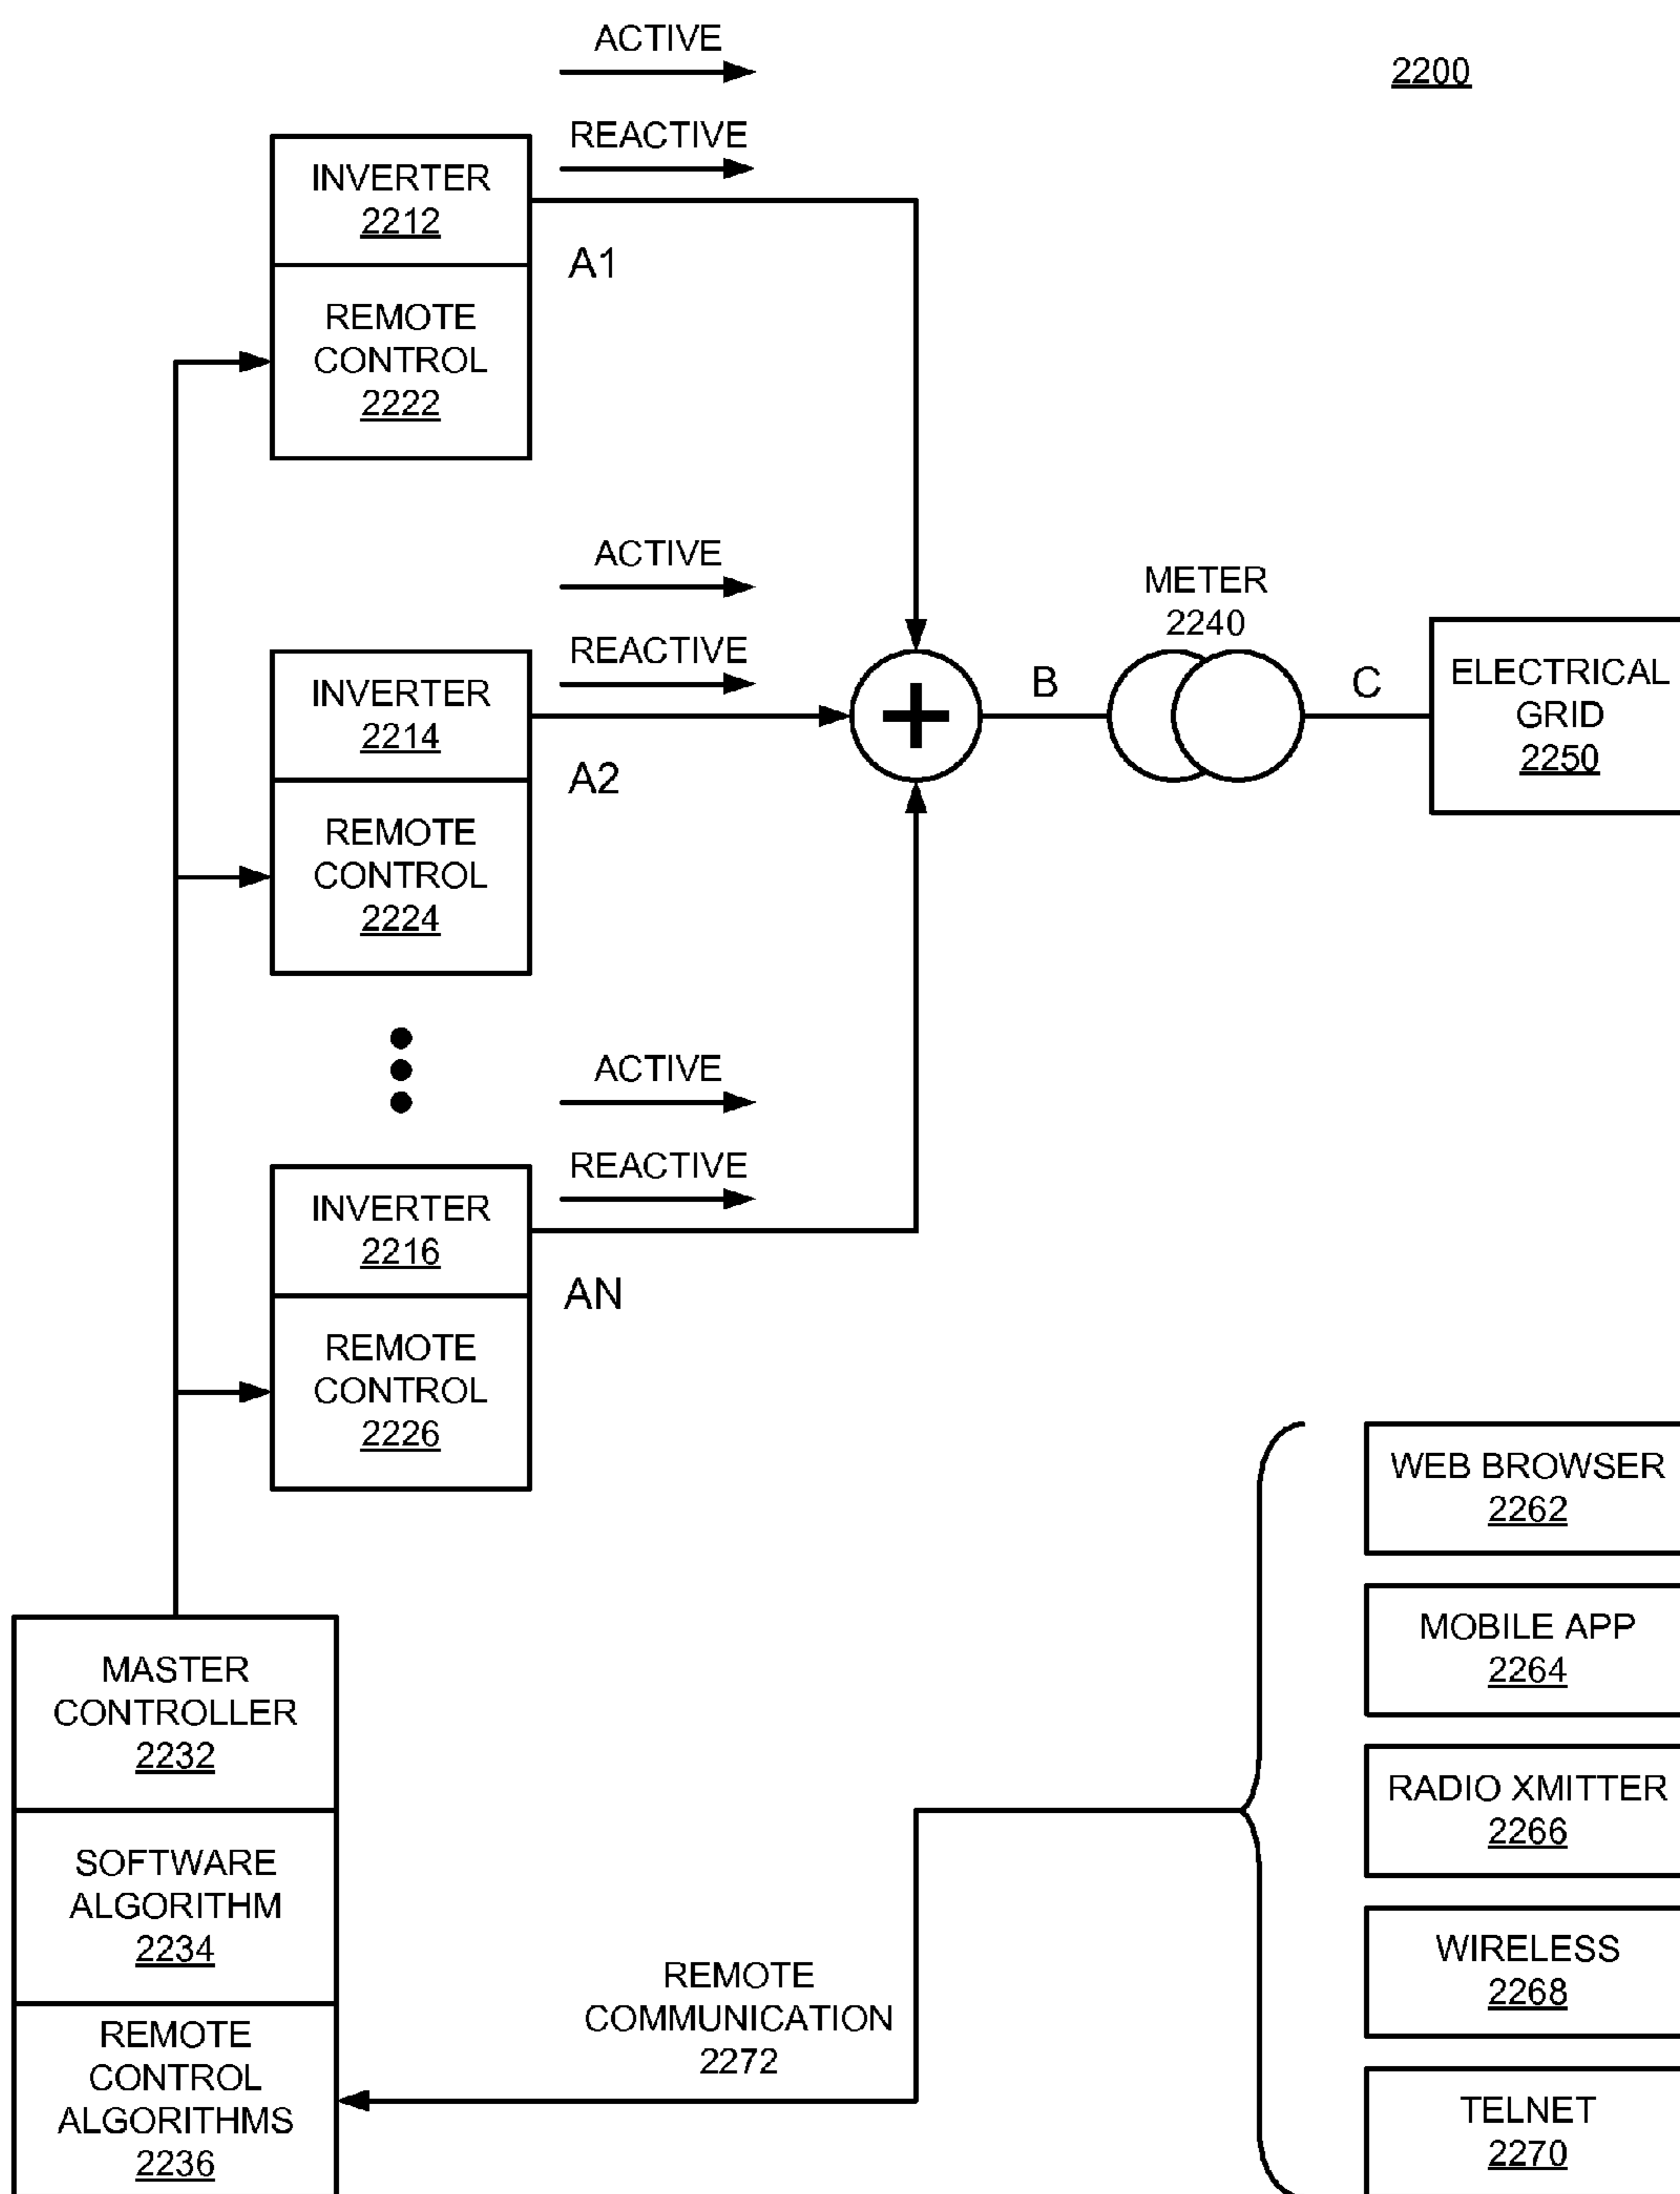 ACTIVE
2200
REACTIVE
INVERTER
2212
A1
REMOTE
CONTROL
2222
ACTIVE
REACTIVE
INVERTER
2214
A2
REMOTE
CONTROL
2224
+
B
METER
2240
C
ELECTRICAL
GRID
2250
ACTIVE
REACTIVE
INVERTER
2216
AN
REMOTE
CONTROL
2226
MASTER
CONTROLLER
2232
SOFTWARE
ALGORITHM
2234
REMOTE
CONTROL
ALGORITHMS
2236
REMOTE
COMMUNICATION
2272
WEB BROWSER
2262
MOBILE APP
2264
RADIO XMITTER
2266
WIRELESS
2268
TELNET
2270